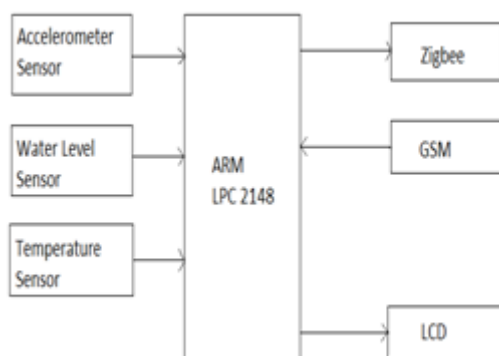 Accelerometer
Sensor
Water Level
Sensor
Temperature
Sensor
ARM
LPC 2148
Zigbee
GSM
LCD